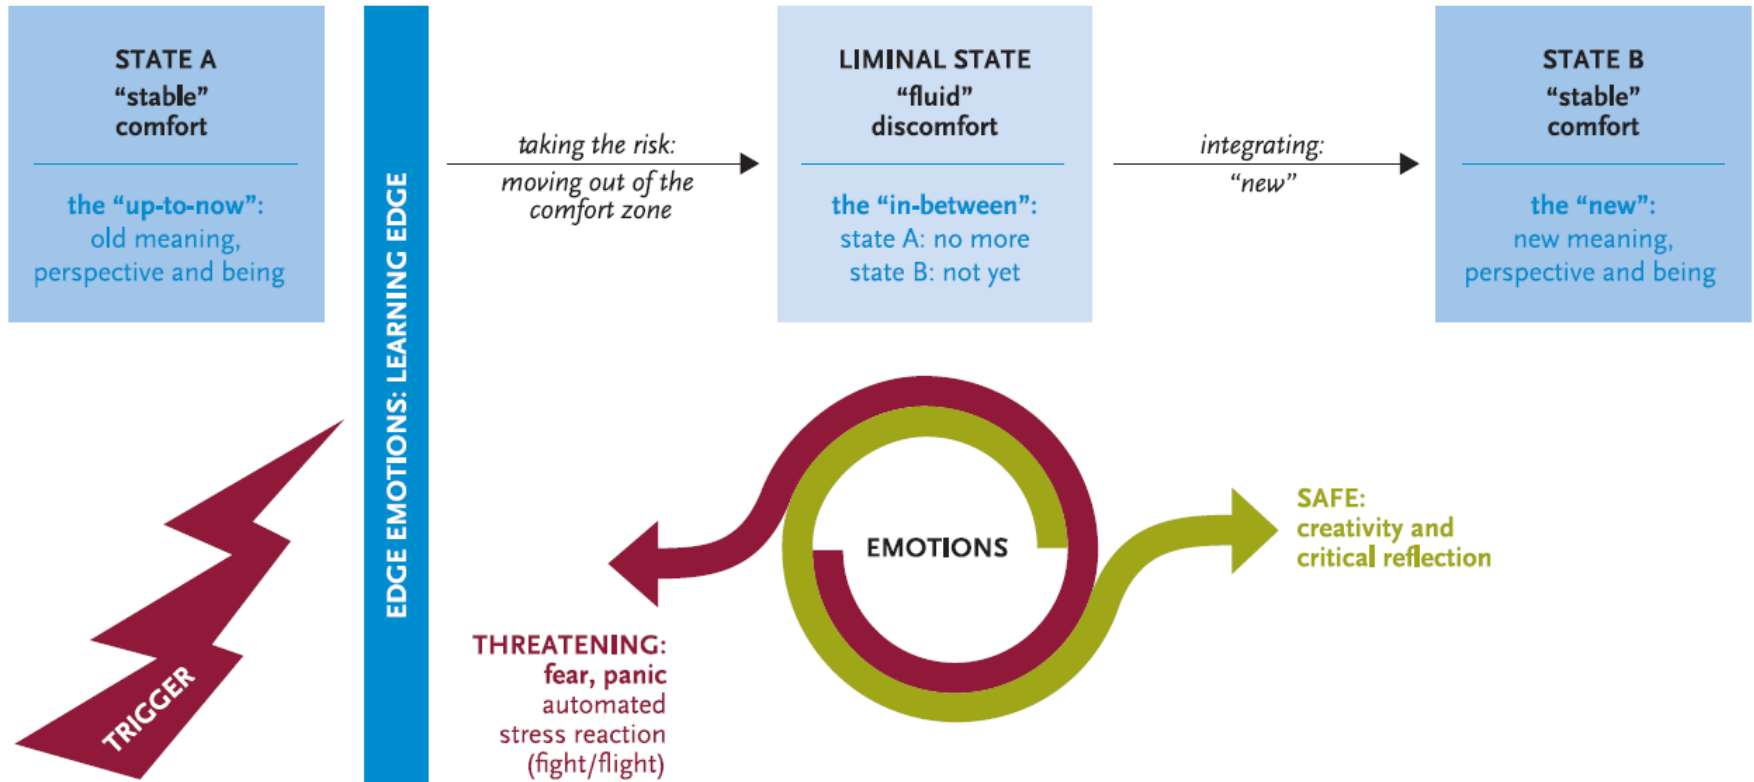 STATE A
“stable”
comfort
the “up-to-now”:
old meaning,
perspective and being
TRIGGER
EDGE EMOTIONS: LEARNING EDGE
taking the risk:
moving out of the
comfort zone
LIMINAL STATE
“fluid”
discomfort
the “in-between”:
state A: no more
state B: not yet
integrating:
“new”
STATE B
“stable”
comfort
the “new”:
new meaning,
perspective and being
EMOTIONS
THREATENING:
fear, panic
automated
stress reaction
(fight/flight)
SAFE:
creativity and
critical reflection